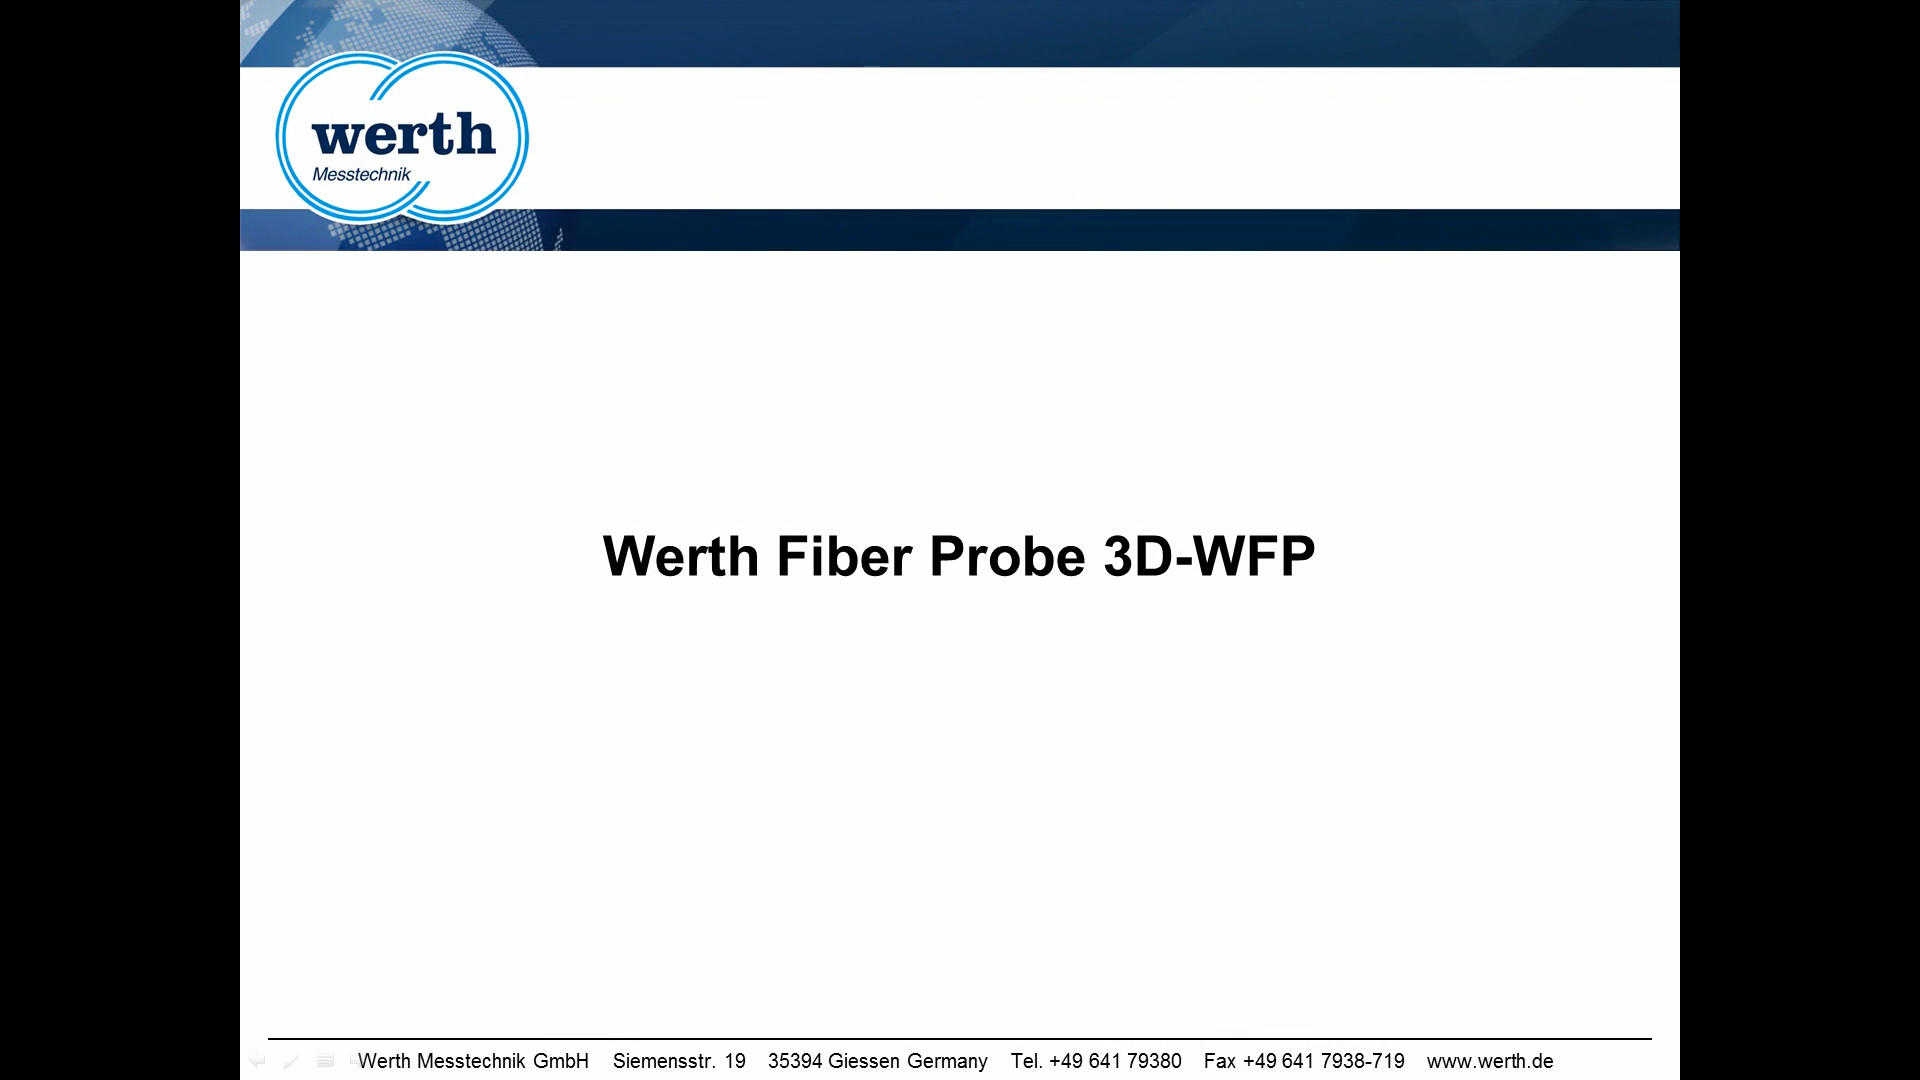 werth
Messtechnik
Werth Fiber Probe 3D-WFP
Werth Messtechnik GmbH Siemensstr. 19 35394 Giessen Germany Tel. +49 641 79380 Fax +49 641 7938-719 www.werth.de